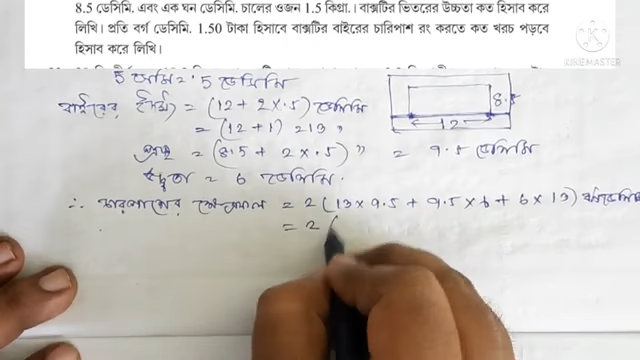 8.5 ডেসিমি. এবং এক ঘন ডেসিমি. চালের ওজন 1.5 কিগ্রা.। বাক্সটির ভিতরের উচ্চতা কত হিসাব করে
লিখি। প্রতি বর্গ ডেসিমি. 1.50 টাকা হিসাবে বাক্সটির বাইরের চারিপাশ রং করতে কত খরচ পড়বে
হিসাব করে লিখি।
KINEMASTER
5 সেমি = .5 ডেসিমি
বাইরের দৈর্ঘ্য = (12 + 2 × .5) ডেসিমি
= (12 + 1) = 13 "
8.5
12
প্রস্থ = (8.5 + 2 × .5) " = 9.5 ডেসিমি
উচ্চতা = 6 ডেসিমি.
∴ চারপাশের ক্ষেত্রফল = 2 (13 × 9.5 + 9.5 × 6 + 6 × 13) বর্গডেসিমি
= 2 (